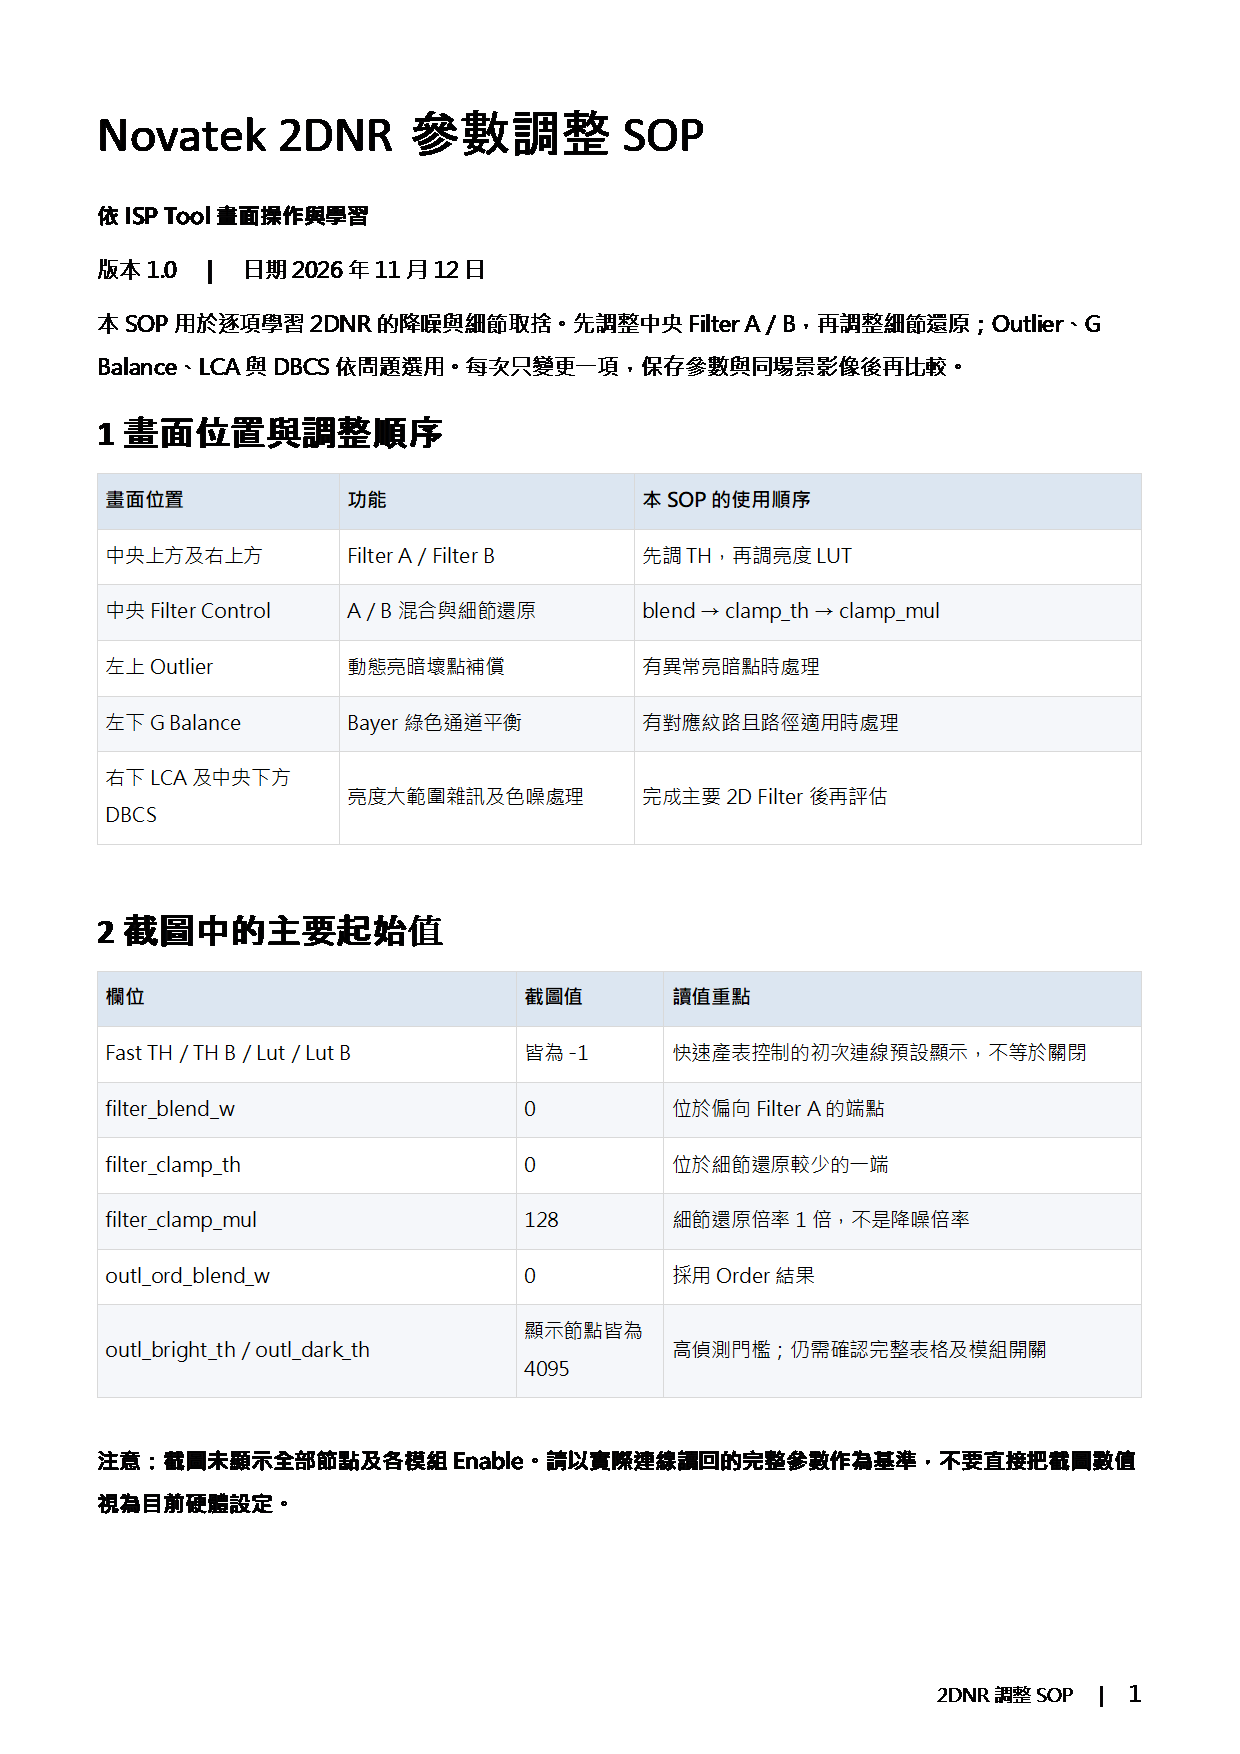 Novatek 2DNR 參數調整 SOP
依 ISP Tool 畫面操作與學習
版本 1.0 | 日期 2026 年 11 月 12 日
本 SOP 用於逐項學習 2DNR 的降噪與細節取捨。先調整中央 Filter A / B，再調整細節還原；Outlier、G
Balance、LCA 與 DBCS 依問題選用。每次只變更一項，保存參數與同場景影像後再比較。
1 畫面位置與調整順序
畫面位置 功能 本 SOP 的使用順序
中央上方及右上方 Filter A / Filter B 先調 TH，再調亮度 LUT
中央 Filter Control A / B 混合與細節還原 blend → clamp_th → clamp_mul
左上 Outlier 動態亮暗壞點補償 有異常亮暗點時處理
左下 G Balance Bayer 綠色通道平衡 有對應紋路且路徑適用時處理
右下 LCA 及中央下方
DBCS 亮度大範圍雜訊及色噪處理 完成主要 2D Filter 後再評估
2 截圖中的主要起始值
欄位 截圖值 讀值重點
Fast TH / TH B / Lut / Lut B 皆為 -1 快速產表控制的初次連線預設顯示，不等於關閉
filter_blend_w 0 位於偏向 Filter A 的端點
filter_clamp_th 0 位於細節還原較少的一端
filter_clamp_mul 128 細節還原倍率 1 倍，不是降噪倍率
outl_ord_blend_w 0 採用 Order 結果
outl_bright_th / outl_dark_th 顯示節點皆為
4095 高偵測門檻；仍需確認完整表格及模組開關
注意：截圖未顯示全部節點及各模組 Enable。請以實際連線讀回的完整參數作為基準，不要直接把截圖數值
視為目前硬體設定。
2DNR 調整 SOP | 1